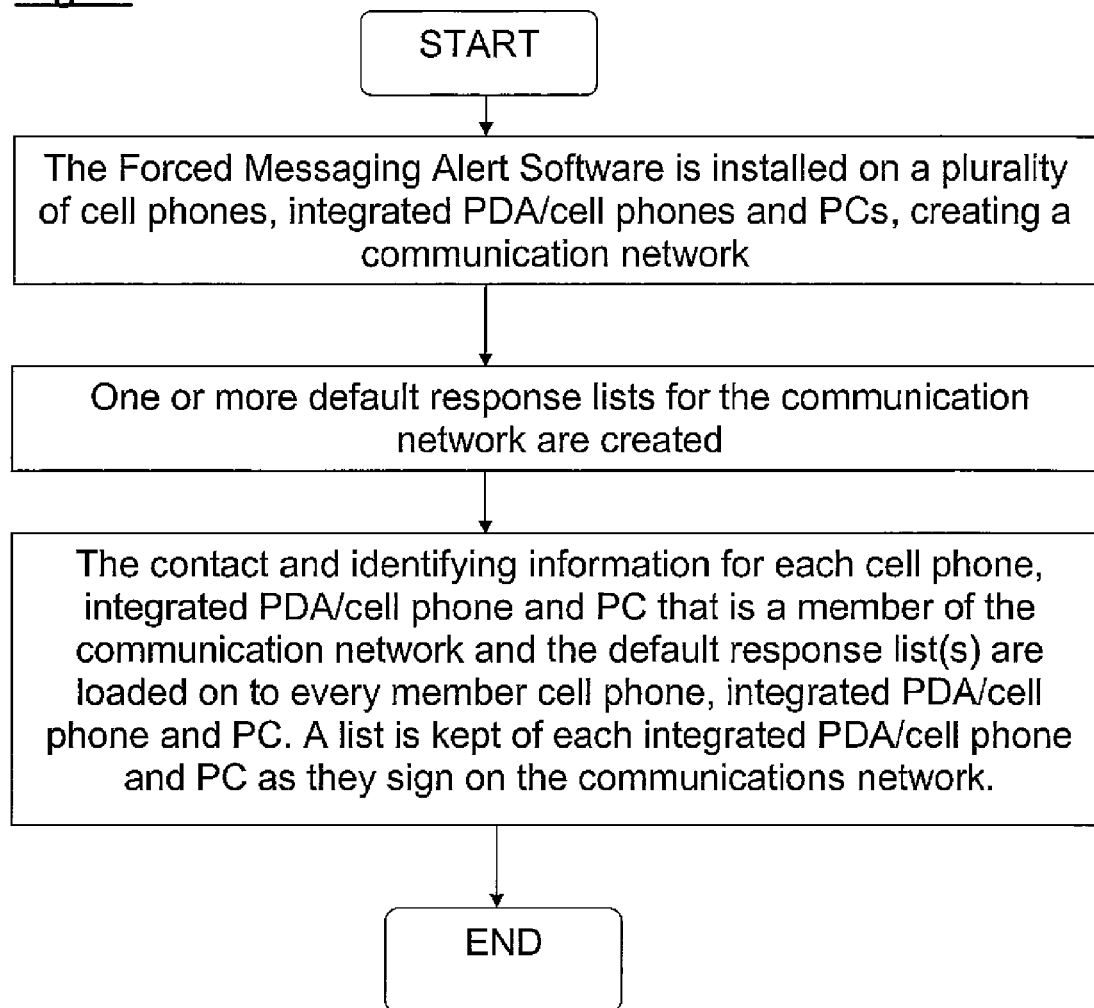 START
The Forced Messaging Alert Software is installed on a plurality
of cell phones, integrated PDA/cell phones and PCs, creating a
communication network
One or more default response lists for the communication
network are created
The contact and identifying information for each cell phone,
integrated PDA/cell phone and PC that is a member of the
communication network and the default response list(s) are
loaded on to every member cell phone, integrated PDA/cell
phone and PC. A list is kept of each integrated PDA/cell phone
and PC as they sign on the communications network.
END